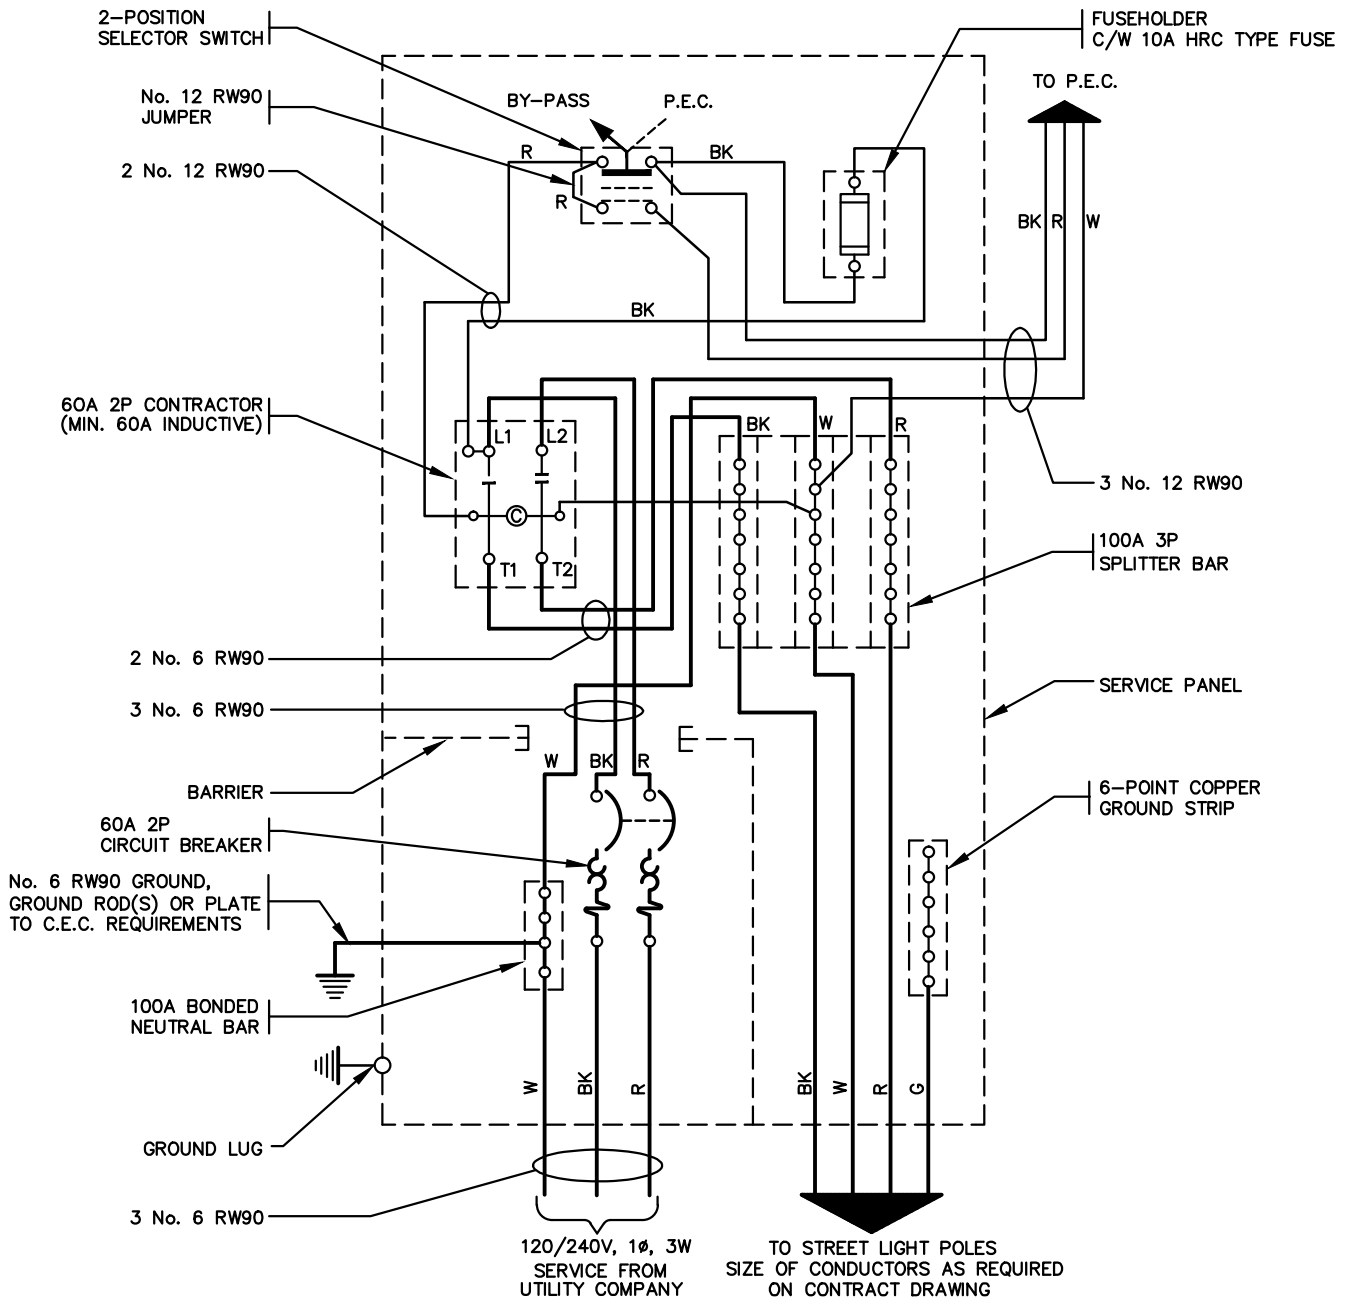 2-POSITION
SELECTOR SWITCH
FUSEHOLDER
C/W 10A HRC TYPE FUSE
TO P.E.C.
No. 12 RW90
JUMPER
BY-PASS
P.E.C.
2 No. 12 RW90
R
BK
R
BK
R
W
BK
60A 2P CONTRACTOR
(MIN. 60A INDUCTIVE)
L1
L2
BK
W
R
3 No. 12 RW90
C
100A 3P
SPLITTER BAR
T1
T2
2 No. 6 RW90
3 No. 6 RW90
SERVICE PANEL
W
BK
R
BARRIER
6-POINT COPPER
GROUND STRIP
60A 2P
CIRCUIT BREAKER
No. 6 RW90 GROUND,
GROUND ROD(S) OR PLATE
TO C.E.C. REQUIREMENTS
100A BONDED
NEUTRAL BAR
W
BK
R
BK
W
R
G
GROUND LUG
3 No. 6 RW90
120/240V, 1ø, 3W
SERVICE FROM
UTILITY COMPANY
TO STREET LIGHT POLES
SIZE OF CONDUCTORS AS REQUIRED
ON CONTRACT DRAWING